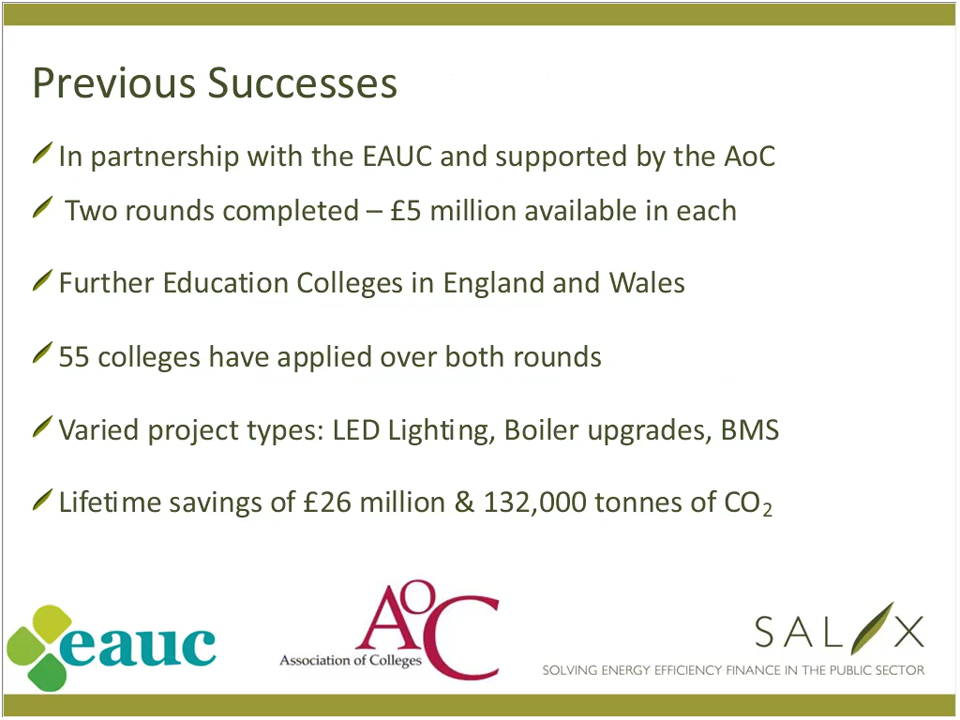 Previous Successes
In partnership with the EAUC and supported by the AoC
Two rounds completed – £5 million available in each
Further Education Colleges in England and Wales
55 colleges have applied over both rounds
Varied project types: LED Lighting, Boiler upgrades, BMS
Lifetime savings of £26 million & 132,000 tonnes of CO₂
eauc
AoC
Association of Colleges
SALIX
SOLVING ENERGY EFFICIENCY FINANCE IN THE PUBLIC SECTOR